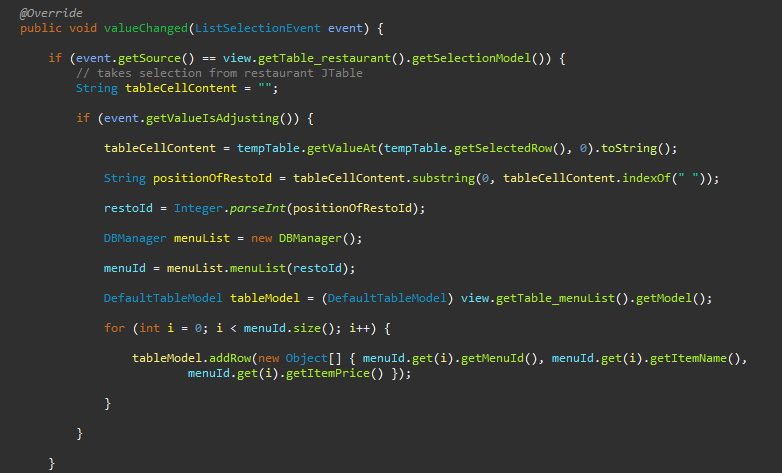 @Override
public void valueChanged(ListSelectionEvent event) {
if (event.getSource() == view.getTable_restaurant().getSelectionModel()) {
// takes selection from restaurant JTable
String tableCellContent = "";
if (event.getValueIsAdjusting()) {
tableCellContent = tempTable.getValueAt(tempTable.getSelectedRow(), 0).toString();
String positionOfRestoId = tableCellContent.substring(0, tableCellContent.indexOf(" "));
restoId = Integer.parseInt(positionOfRestoId);
DBManager menuList = new DBManager();
menuId = menuList.menuList(restoId);
DefaultTableModel tableModel = (DefaultTableModel) view.getTable_menuList().getModel();
for (int i = 0; i < menuId.size(); i++) {
tableModel.addRow(new Object[] { menuId.get(i).getMenuId(), menuId.get(i).getItemName(),
menuId.get(i).getItemPrice() });
}
}
}